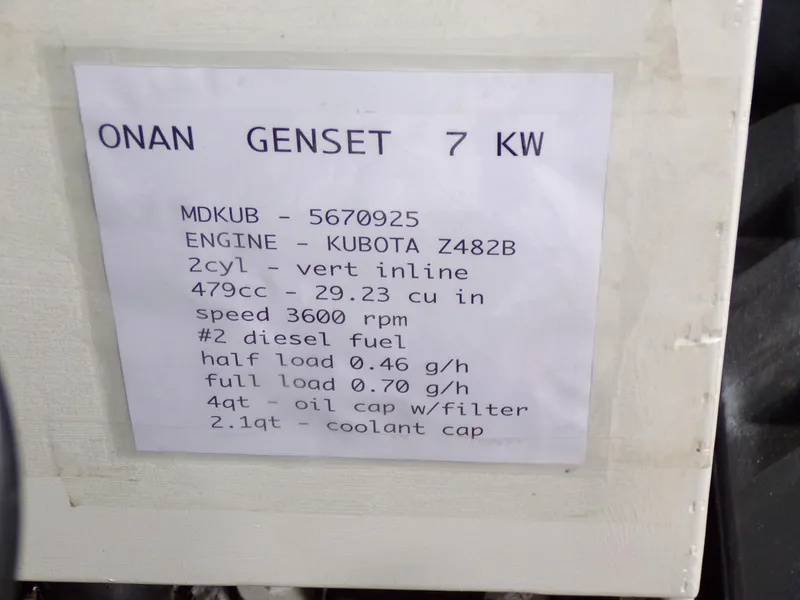 ONAN GENSET 7 KW
MDKUB - 5670925
ENGINE - KUBOTA Z482B
2cyl - vert inline
479cc - 29.23 cu in
speed 3600 rpm
#2 diesel fuel
half load 0.46 g/h
full load 0.70 g/h
4qt - oil cap w/filter
2.1qt - coolant cap